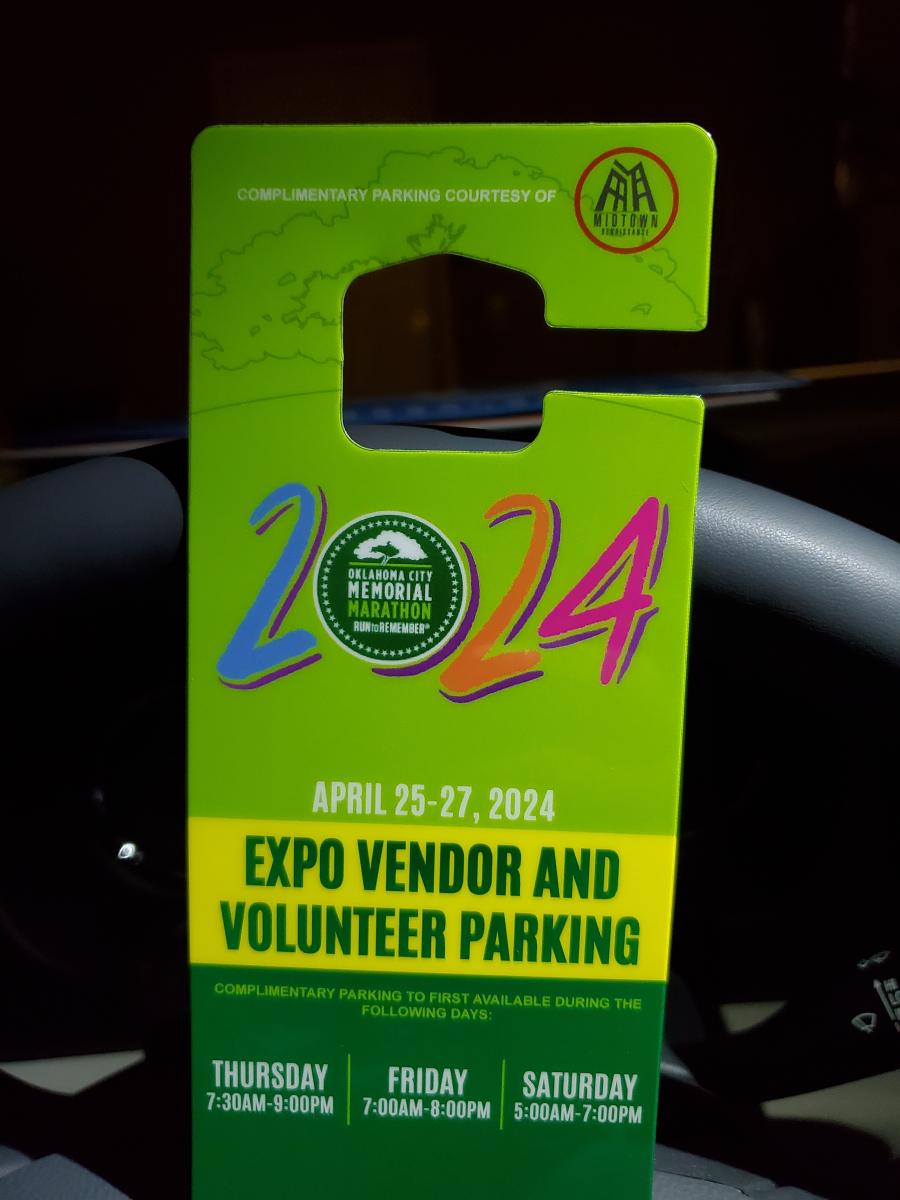 COMPLIMENTARY PARKING COURTESY OF
MIDTOWN
RENAISSANCE
2024
OKLAHOMA CITY
MEMORIAL
MARATHON
RUN to REMEMBER®
APRIL 25-27, 2024
EXPO VENDOR AND
VOLUNTEER PARKING
COMPLIMENTARY PARKING TO FIRST AVAILABLE DURING THE
FOLLOWING DAYS:
THURSDAY
7:30AM-9:00PM
FRIDAY
7:00AM-8:00PM
SATURDAY
5:00AM-7:00PM